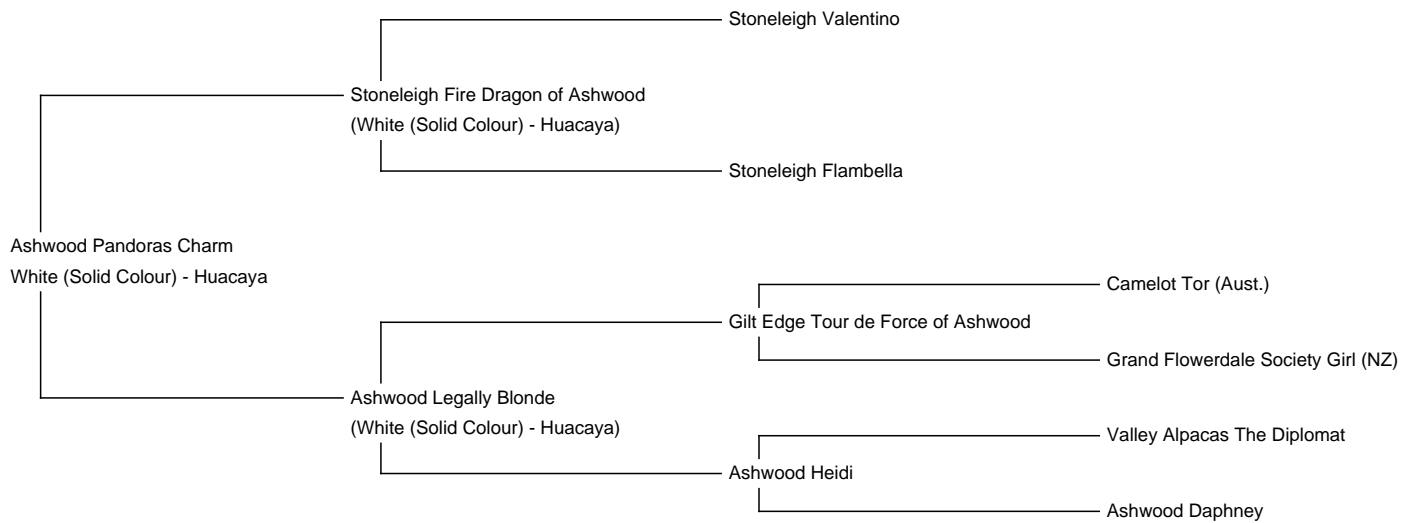 Stoneleigh Valentino
Stoneleigh Fire Dragon of Ashwood
(White (Solid Colour) - Huacaya)
Stoneleigh Flambella
Ashwood Pandoras Charm
White (Solid Colour) - Huacaya
Camelot Tor (Aust.)
Gilt Edge Tour de Force of Ashwood
Grand Flowerdale Society Girl (NZ)
Ashwood Legally Blonde
(White (Solid Colour) - Huacaya)
Valley Alpacas The Diplomat
Ashwood Heidi
Ashwood Daphney